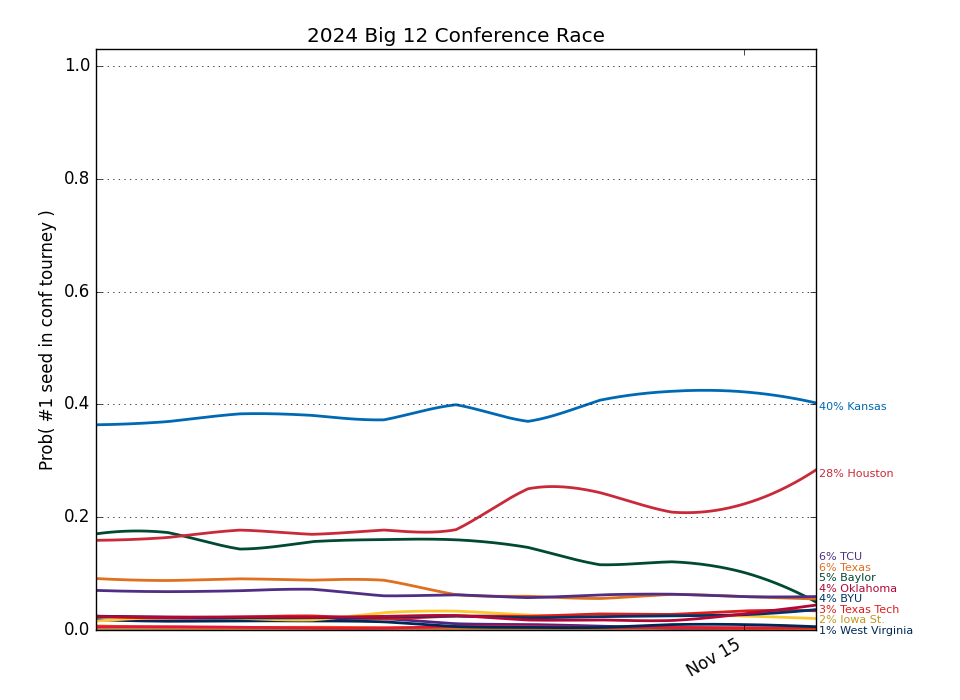 2024 Big 12 Conference Race
1.0
0.8
0.6
0.4
0.2
0.0
Prob( #1 seed in conf tourney )
Nov 15
40% Kansas
28% Houston
6% TCU
6% Texas
5% Baylor
4% Oklahoma
4% BYU
3% Texas Tech
2% Iowa St.
1% West Virginia